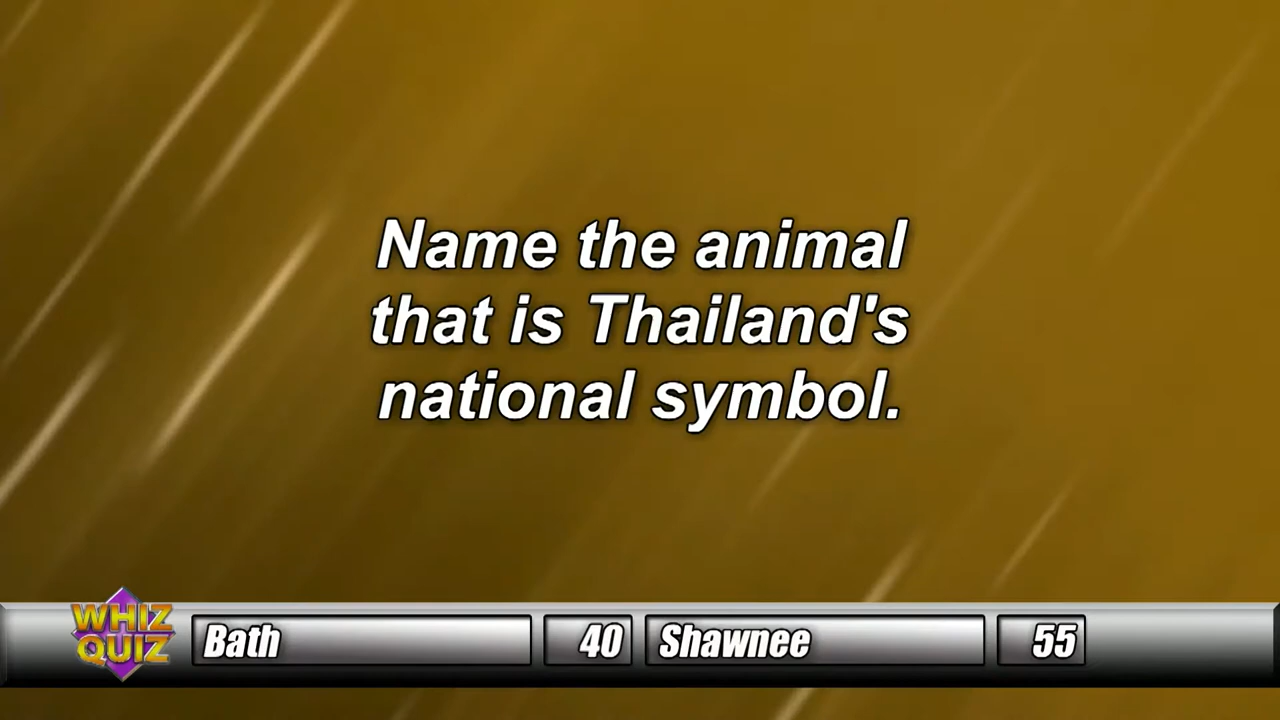 Name the animal
that is Thailand's
national symbol.
WHIZ
QUIZ
Bath 40 Shawnee 55